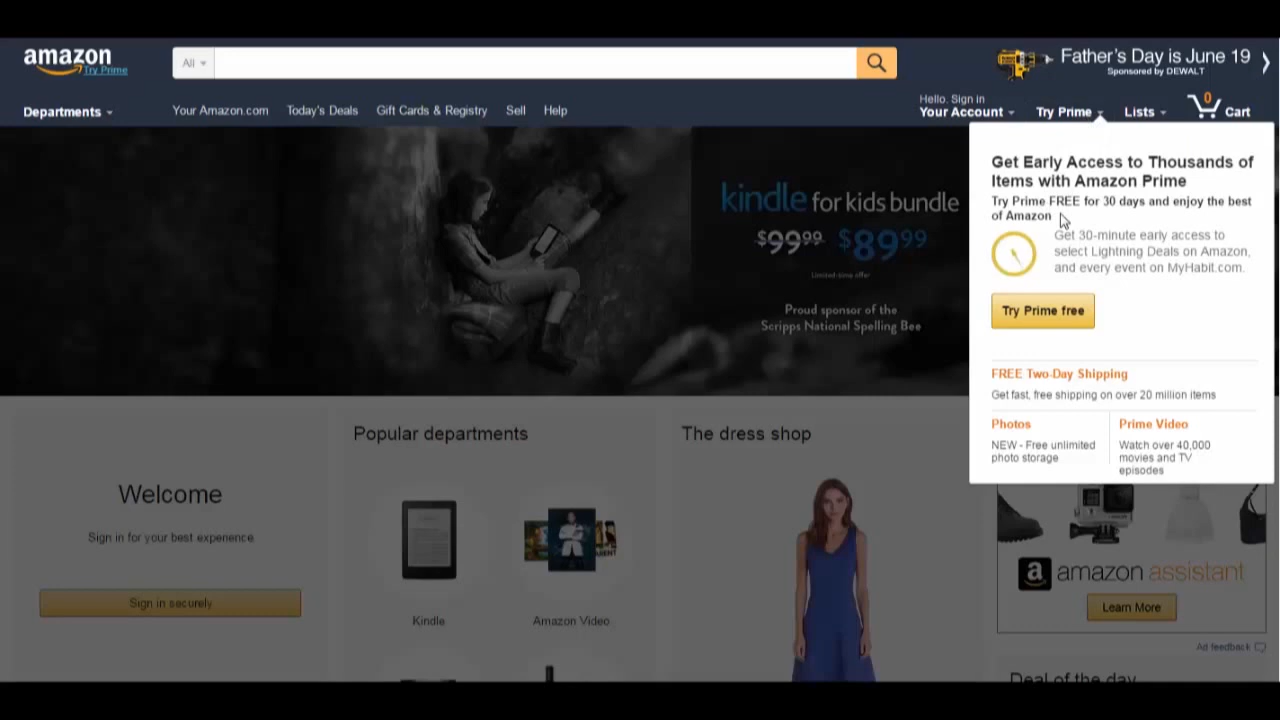 amazon
Try Prime
All
Father's Day is June 19
Sponsored by DEWALT
Departments
Your Amazon.com
Today's Deals
Gift Cards & Registry
Sell
Help
Hello. Sign in
Your Account
Try Prime
Lists
0
Cart
kindle for kids bundle
$99⁹⁹ $89⁹⁹
Limited-time offer
Proud sponsor of the
Scripps National Spelling Bee
Get Early Access to Thousands of
Items with Amazon Prime
Try Prime FREE for 30 days and enjoy the best
of Amazon
Get 30-minute early access to
select Lightning Deals on Amazon,
and every event on MyHabit.com.
Try Prime free
FREE Two-Day Shipping
Get fast, free shipping on over 20 million items
Photos
NEW - Free unlimited
photo storage
Prime Video
Watch over 40,000
movies and TV
episodes
Welcome
Sign in for your best experience
Sign in securely
Popular departments
Kindle
Amazon Video
The dress shop
a amazon assistant
Learn More
Ad feedback
Deal of the day